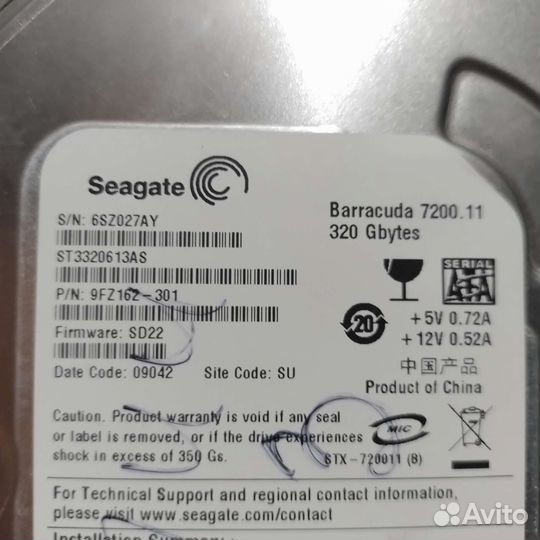 Seagate
S/N: 6SZ027AY
ST3320613AS
P/N: 9FZ162-301
Firmware: SD22
Date Code: 09042 Site Code: SU
Barracuda 7200.11
320 Gbytes
SERIAL
ATA
20
+5V 0.72A
+12V 0.52A
中国产品
Product of China
Caution: Product warranty is void if any seal
or label is removed, or if the drive experiences
shock in excess of 350 Gs.
MIC
STX-720011 (B)
For Technical Support and regional contact information,
please visit www.seagate.com/contact
Installation Summary:
Avito